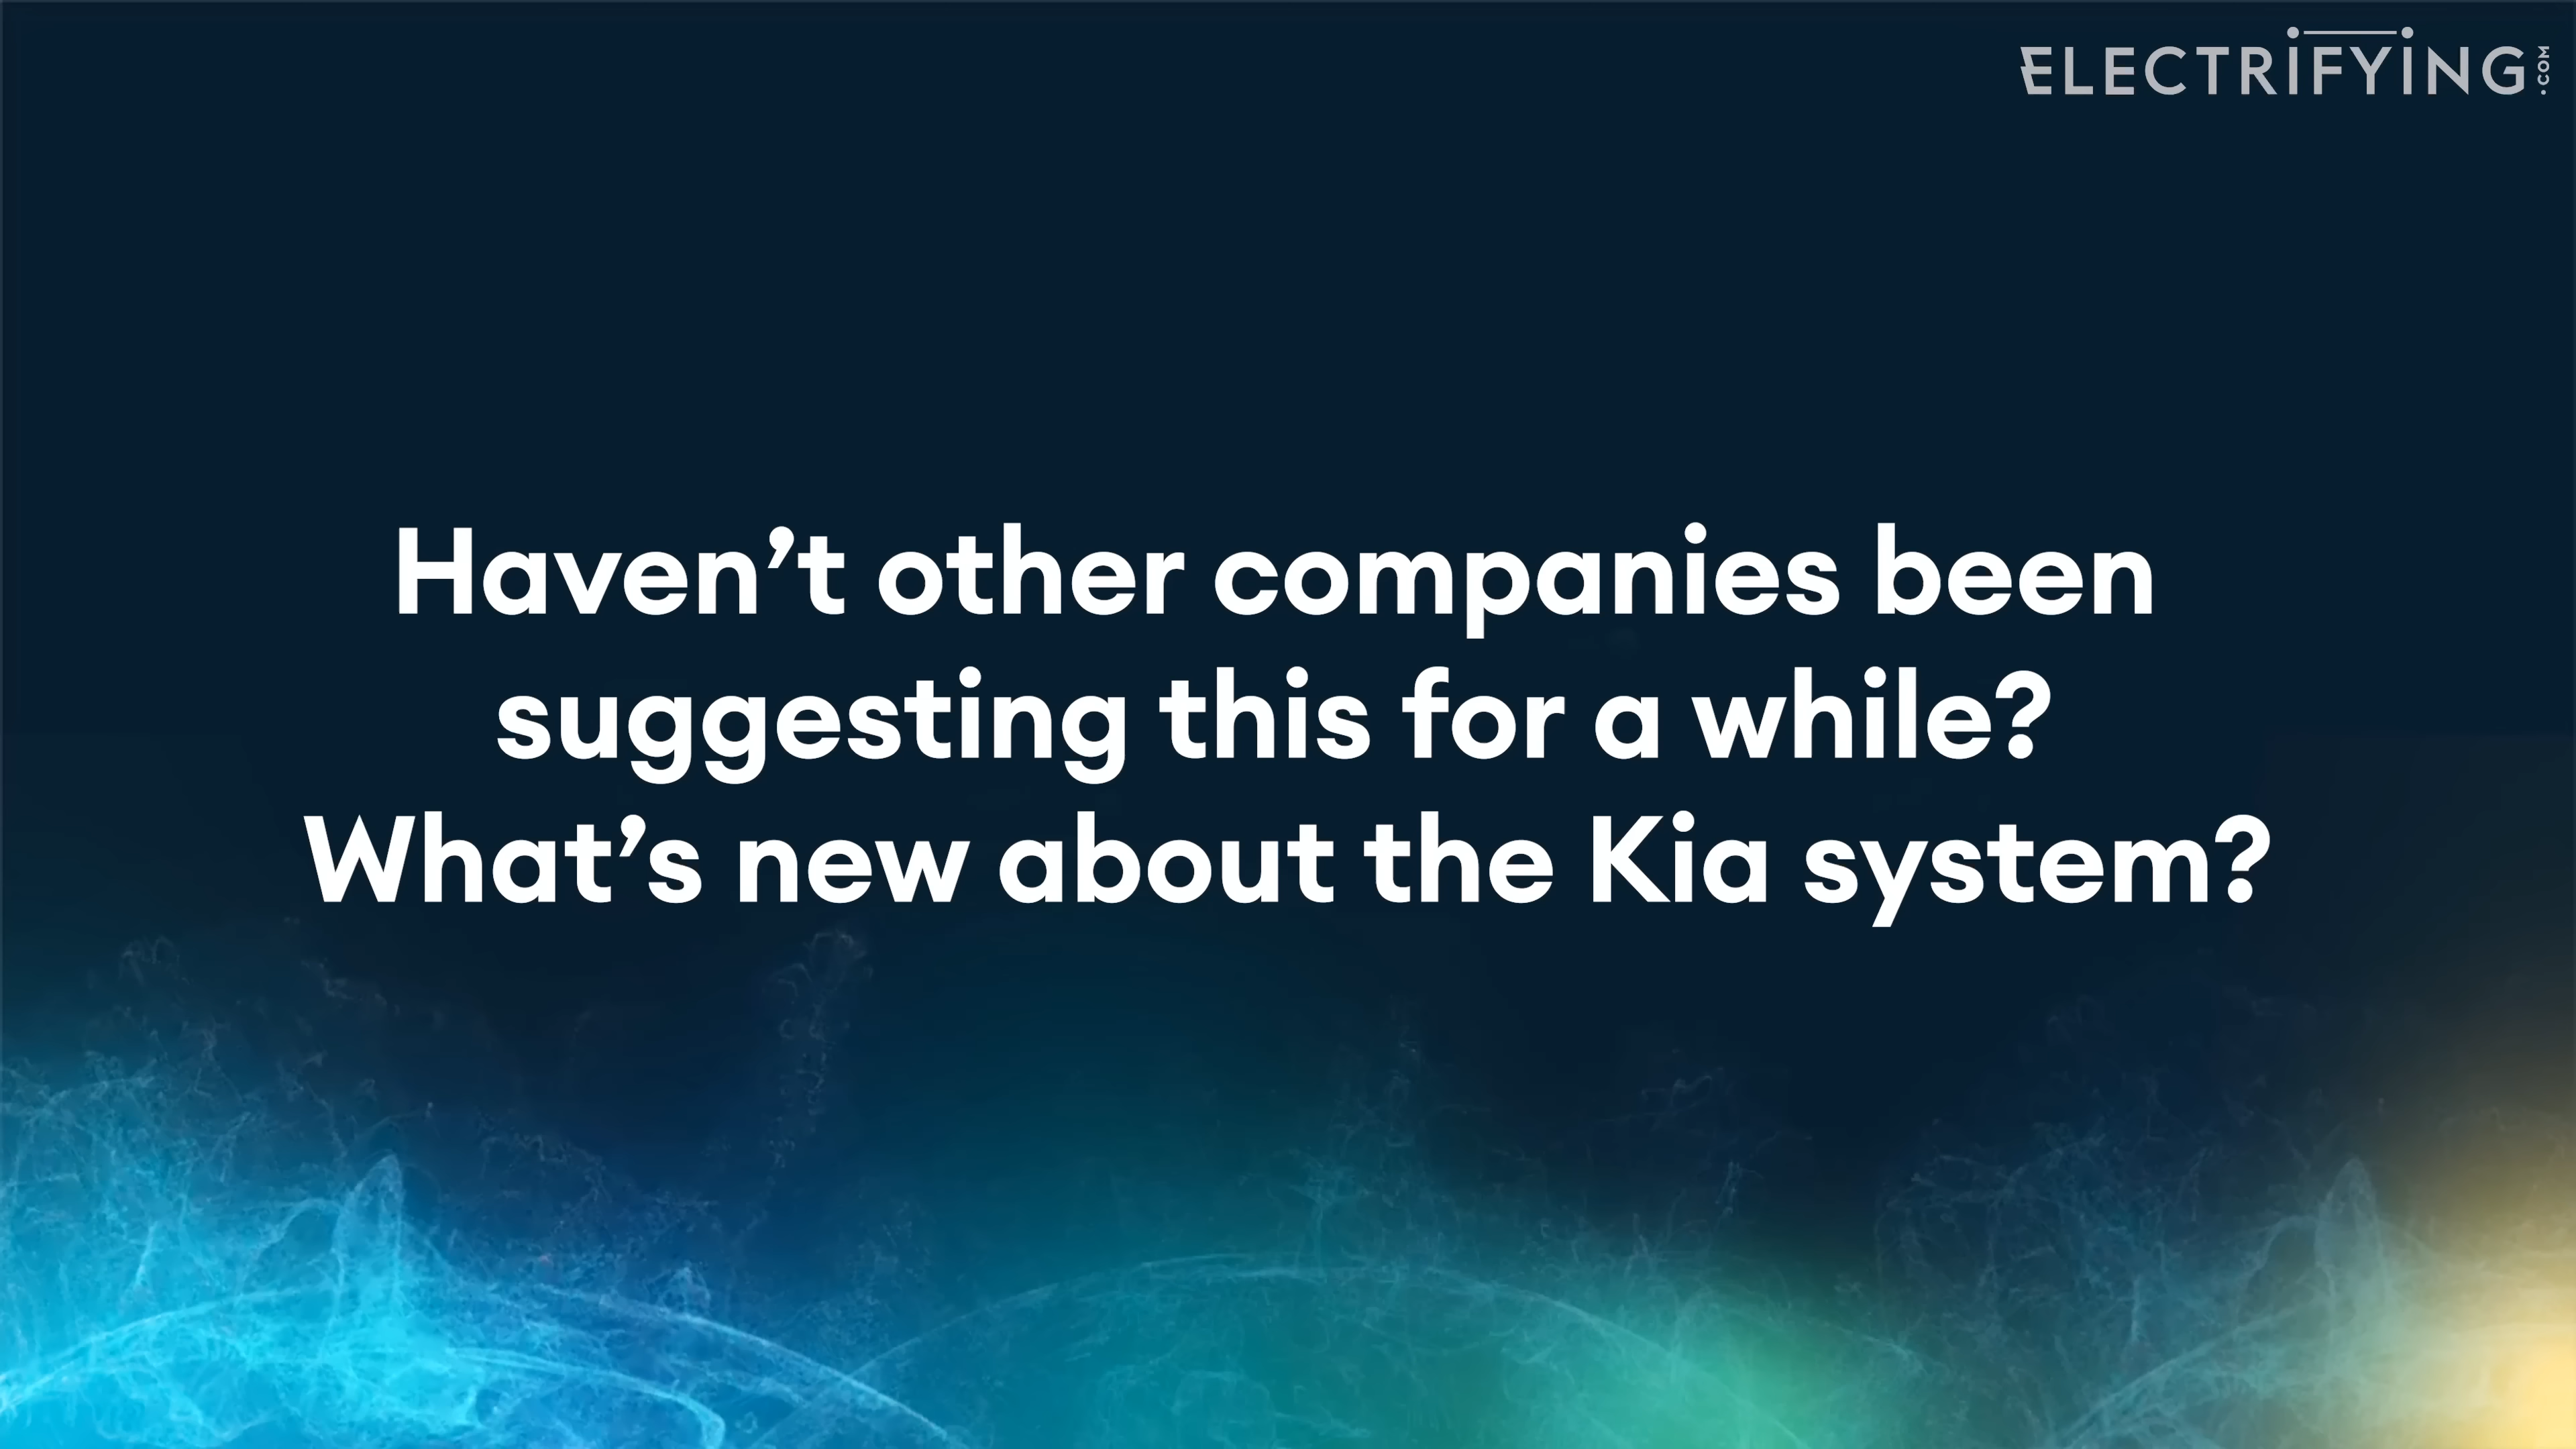 ELECTRIFYING.COM
Haven’t other companies been
suggesting this for a while?
What’s new about the Kia system?